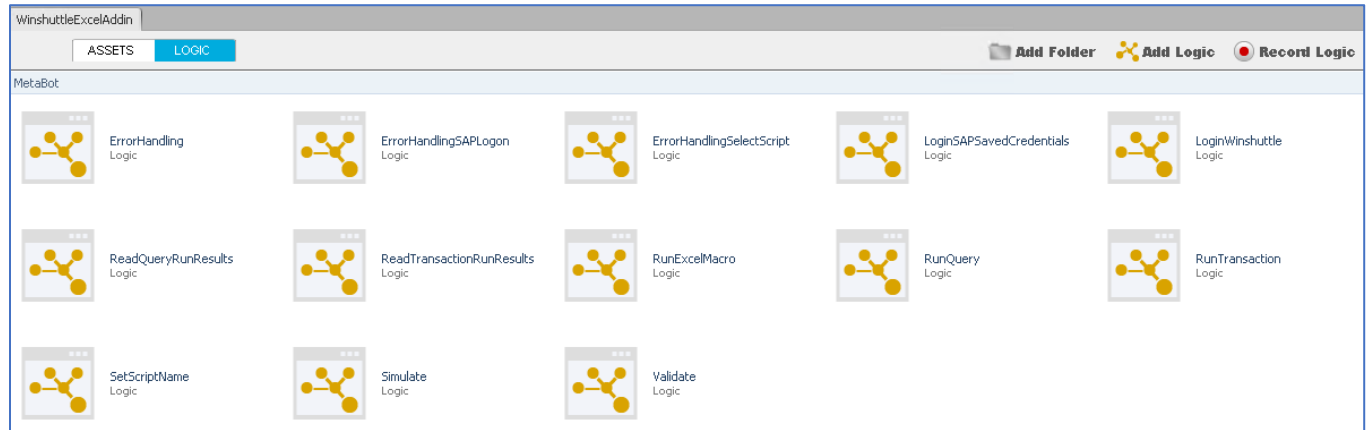 WinshuttleExcelAddin
ASSETS LOGIC Add Folder Add Logic Record Logic
MetaBot
ErrorHandling ErrorHandlingSAPLogon ErrorHandlingSelectScript LoginSAPSavedCredentials LoginWinshuttle
Logic Logic Logic Logic Logic
ReadQueryRunResults ReadTransactionRunResults RunExcelMacro RunQuery RunTransaction
Logic Logic Logic Logic Logic
SetScriptName Simulate Validate
Logic Logic Logic